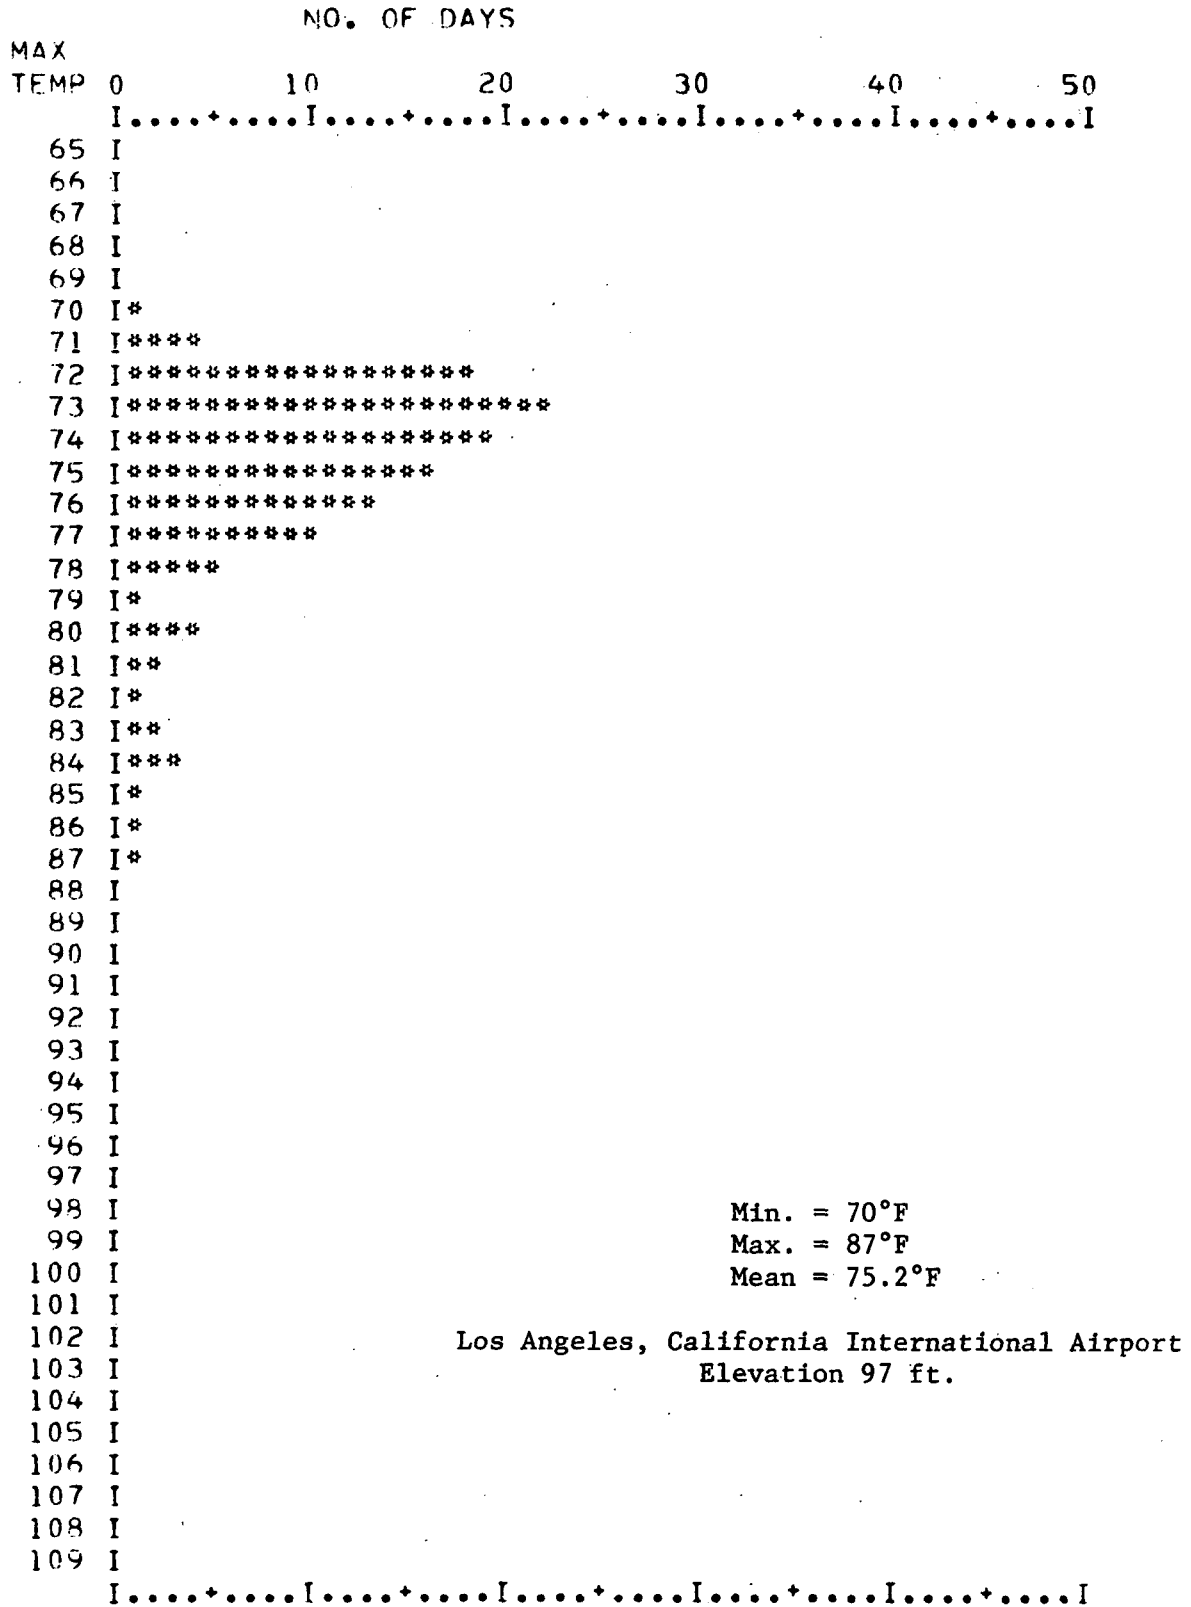 NO. OF DAYS
MAX
TEMP 0 10 20 30 40 50
I....+....I....+....I....+....I....+....I....+....I
65 I
66 I
67 I
68 I
69 I
70 I*
71 I****
72 I******************
73 I**********************
74 I*******************
75 I****************
76 I*************
77 I**********
78 I*****
79 I*
80 I****
81 I**
82 I*
83 I**
84 I***
85 I*
86 I*
87 I*
88 I
89 I
90 I
91 I
92 I
93 I
94 I
95 I
96 I
97 I
98 I Min. = 70°F
99 I Max. = 87°F
100 I Mean = 75.2°F
101 I
102 I Los Angeles, California International Airport
103 I Elevation 97 ft.
104 I
105 I
106 I
107 I
108 I
109 I
I....+....I....+....I....+....I....+....I....+....I